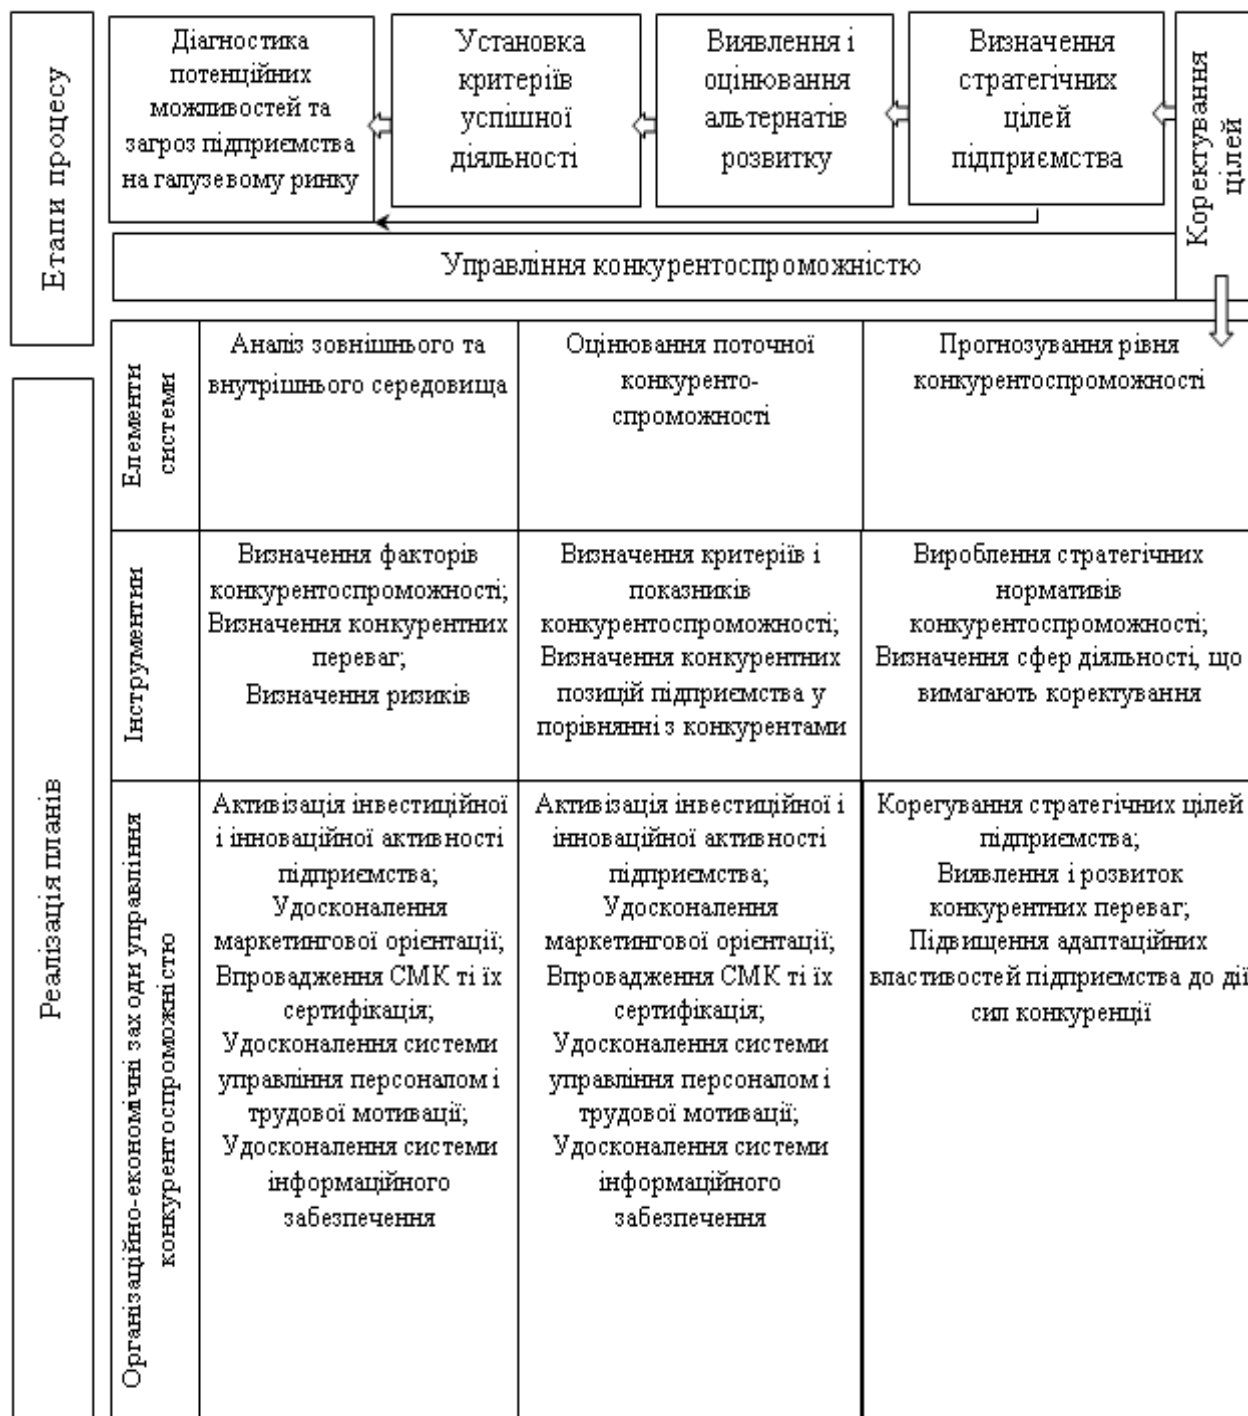 Етапи процесу
Діагностика
потенційних
можливостей та
загроз підприємства
на галузевому ринку
Установка
критеріїв
успішної
діяльності
Виявлення і
оцінювання
альтернатів
розвитку
Визначення
стратегічних
цілей
підприємства
Коректування
цілей
Управління конкурентоспроможністю
Реалізація планів
Елементи
системи
Аналіз зовнішнього та
внутрішнього середовища
Оцінювання поточної
конкуренто-
спроможності
Прогнозування рівня
конкурентоспроможності
Інструментии
Визначення факторів
конкурентоспроможності;
Визначення конкурентних
переваг;
Визначення ризиків
Визначення критеріїв і
показників
конкурентоспроможності;
Визначення конкурентних
позицій підприємства у
порівнянні з конкурентами
Вироблення стратегічних
нормативів
конкурентоспроможності;
Визначення сфер діяльності, що
вимагають коректування
Організаційно-економічні зах оди управління
конкурентоспроможністю
Активізація інвестиційної
і інноваційної активності
підприємства;
Удосконалення
маркетингової орієнтації;
Впровадження СМК ті їх
сертифікація;
Удосконалення системи
управління персоналом і
трудової мотивації;
Удосконалення системи
інформаційного
забезпечення
Активізація інвестиційної і
інноваційної активності
підприємства;
Удосконалення
маркетингової орієнтації;
Впровадження СМК ті їх
сертифікація;
Удосконалення системи
управління персоналом і
трудової мотивації;
Удосконалення системи
інформаційного
забезпечення
Корегування стратегічних цілей
підприємства;
Виявлення і розвиток
конкурентних переваг;
Підвищення адаптаційних
властивостей підприємства до дії
сил конкуренції